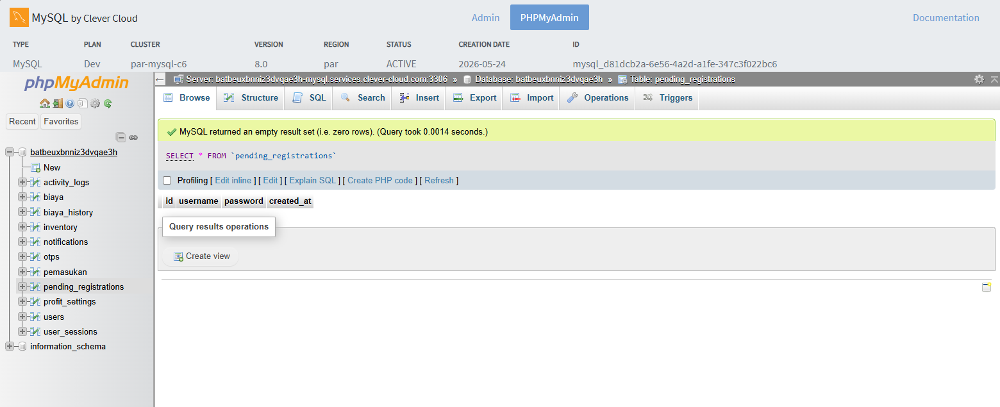 MySQL by Clever Cloud
Admin
PHPMyAdmin
Documentation
TYPE PLAN CLUSTER VERSION REGION STATUS CREATION DATE ID
MySQL Dev par-mysql-c6 8.0 par ACTIVE 2026-05-24 mysql_d81dcb2a-6e56-4a2d-a1fe-347c3f022bc6
phpMyAdmin
Recent Favorites
batbeuxbnniz3dvqae3h
New
activity_logs
biaya
biaya_history
inventory
notifications
otps
pemasukan
pending_registrations
profit_settings
users
user_sessions
information_schema
Server: batbeuxbnniz3dvqae3h-mysql.services.clever-cloud.com:3306 » Database: batbeuxbnniz3dvqae3h » Table: pending_registrations
Browse Structure SQL Search Insert Export Import Operations Triggers
MySQL returned an empty result set (i.e. zero rows). (Query took 0.0014 seconds.)
SELECT * FROM `pending_registrations`
Profiling [ Edit inline ] [ Edit ] [ Explain SQL ] [ Create PHP code ] [ Refresh ]
id username password created_at
Query results operations
Create view